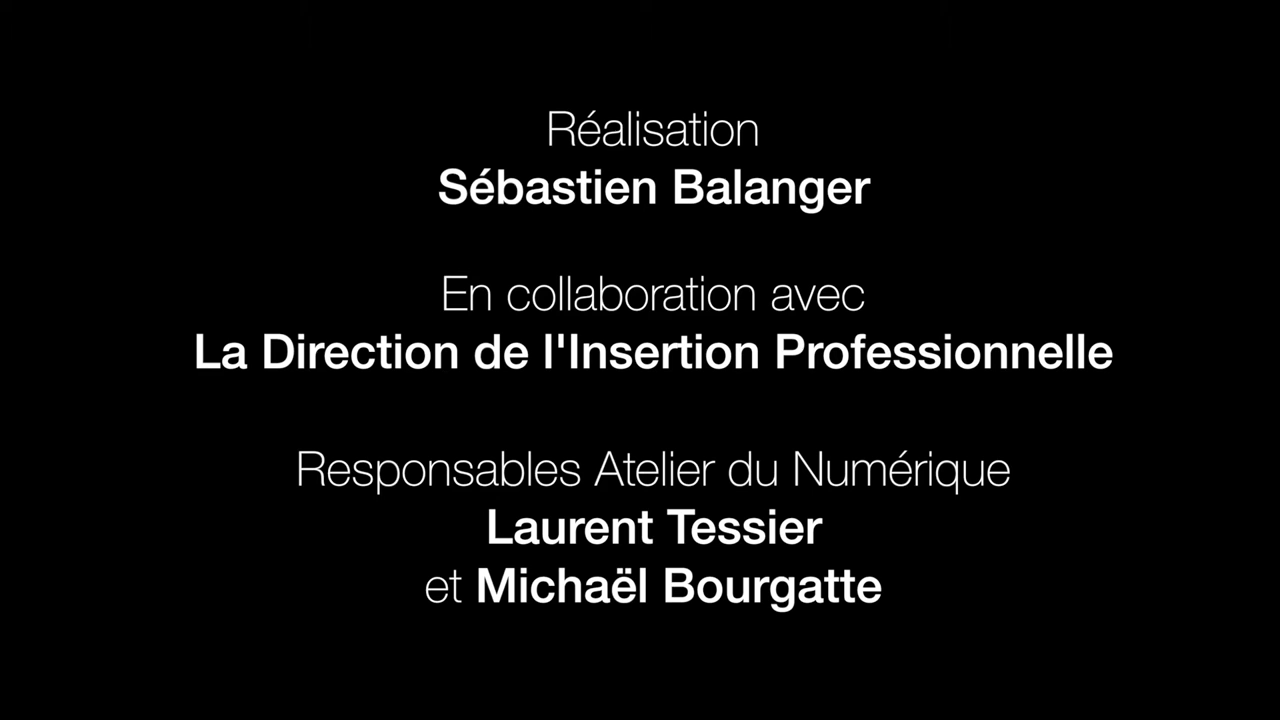 Réalisation
Sébastien Balanger
En collaboration avec
La Direction de l'Insertion Professionnelle
Responsables Atelier du Numérique
Laurent Tessier
et Michaël Bourgatte